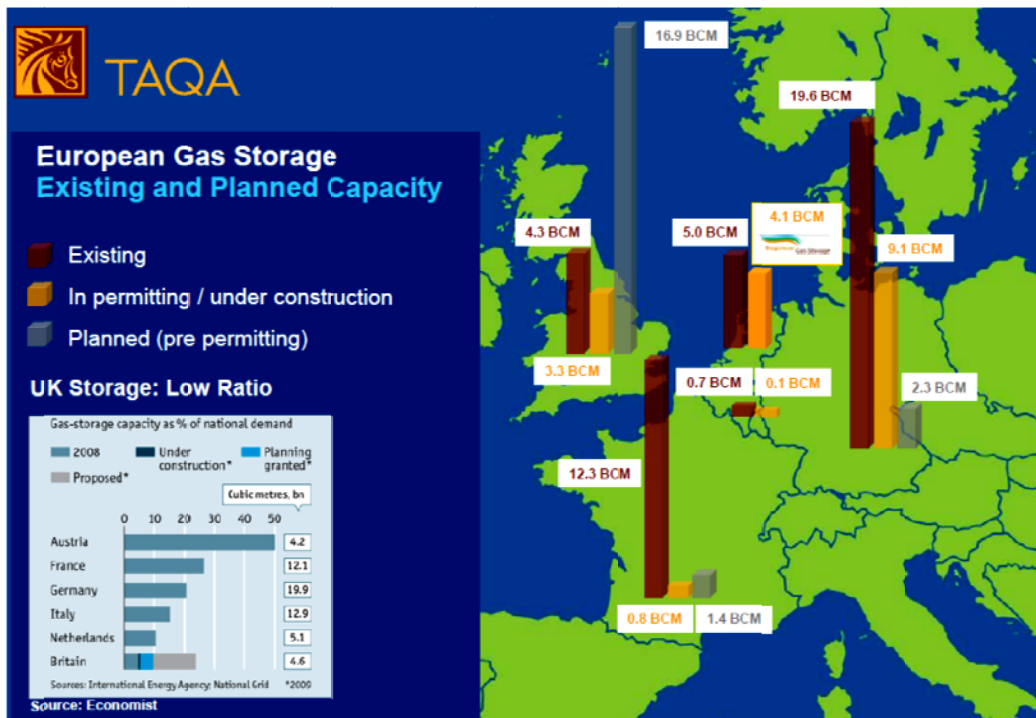 TAQA
European Gas Storage
Existing and Planned Capacity
Existing
In permitting / under construction
Planned (pre permitting)
UK Storage: Low Ratio
Gas-storage capacity as % of national demand
2008
Under construction*
Planning granted*
Proposed*
Cubic metres, bn
0 10 20 30 40 50
Austria 4.2
France 12.1
Germany 19.9
Italy 12.9
Netherlands 5.1
Britain 4.6
Sources: International Energy Agency; National Grid *2009
Source: Economist
16.9 BCM
19.6 BCM
4.3 BCM
5.0 BCM
4.1 BCM
Gas Storage
9.1 BCM
3.3 BCM
0.7 BCM
0.1 BCM
2.3 BCM
12.3 BCM
0.8 BCM
1.4 BCM